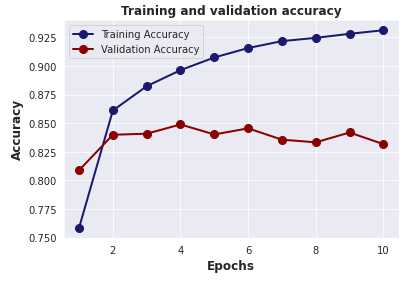 Training and validation accuracy
Training Accuracy
Validation Accuracy
Accuracy
0.925
0.900
0.875
0.850
0.825
0.800
0.775
0.750
2 4 6 8 10
Epochs